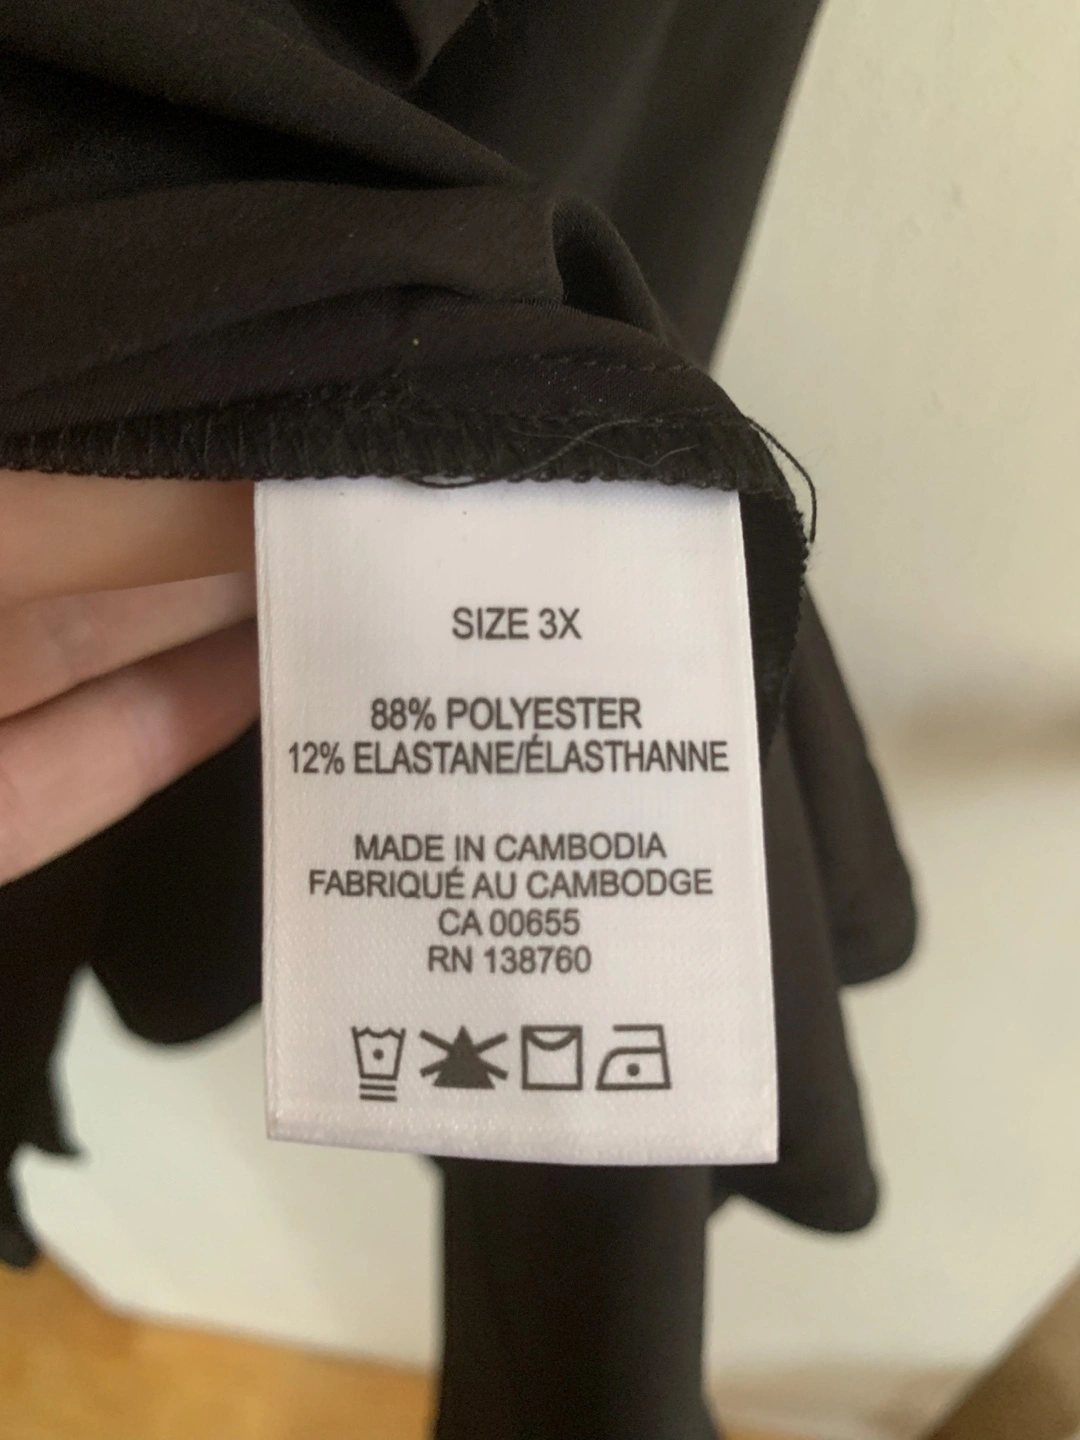 SIZE 3X
88% POLYESTER
12% ELASTANE/ÉLASTHANNE
MADE IN CAMBODIA
FABRIQUÉ AU CAMBODGE
CA 00655
RN 138760